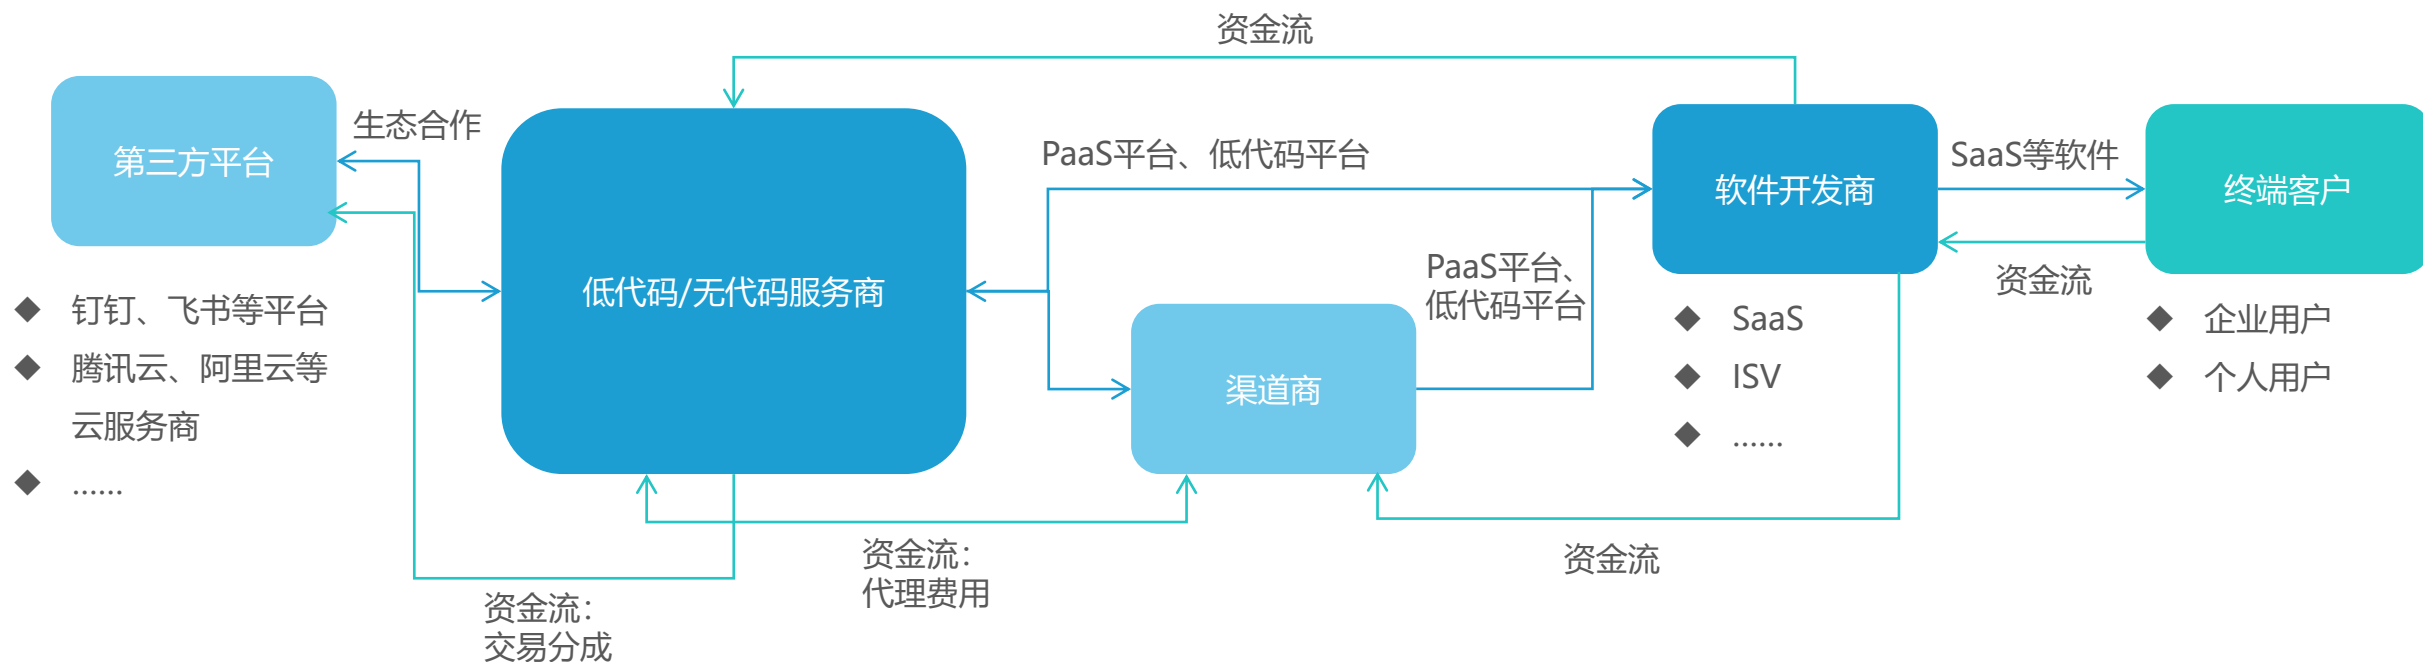 资金流
生态合作
第三方平台
PaaS平台、低代码平台
SaaS等软件
软件开发商
终端客户
低代码/无代码服务商
PaaS平台、
低代码平台
资金流
渠道商
◆ 钉钉、飞书等平台
◆ 腾讯云、阿里云等
云服务商
◆ ……
◆ SaaS
◆ ISV
◆ ……
◆ 企业用户
◆ 个人用户
资金流：
代理费用
资金流
资金流：
交易分成